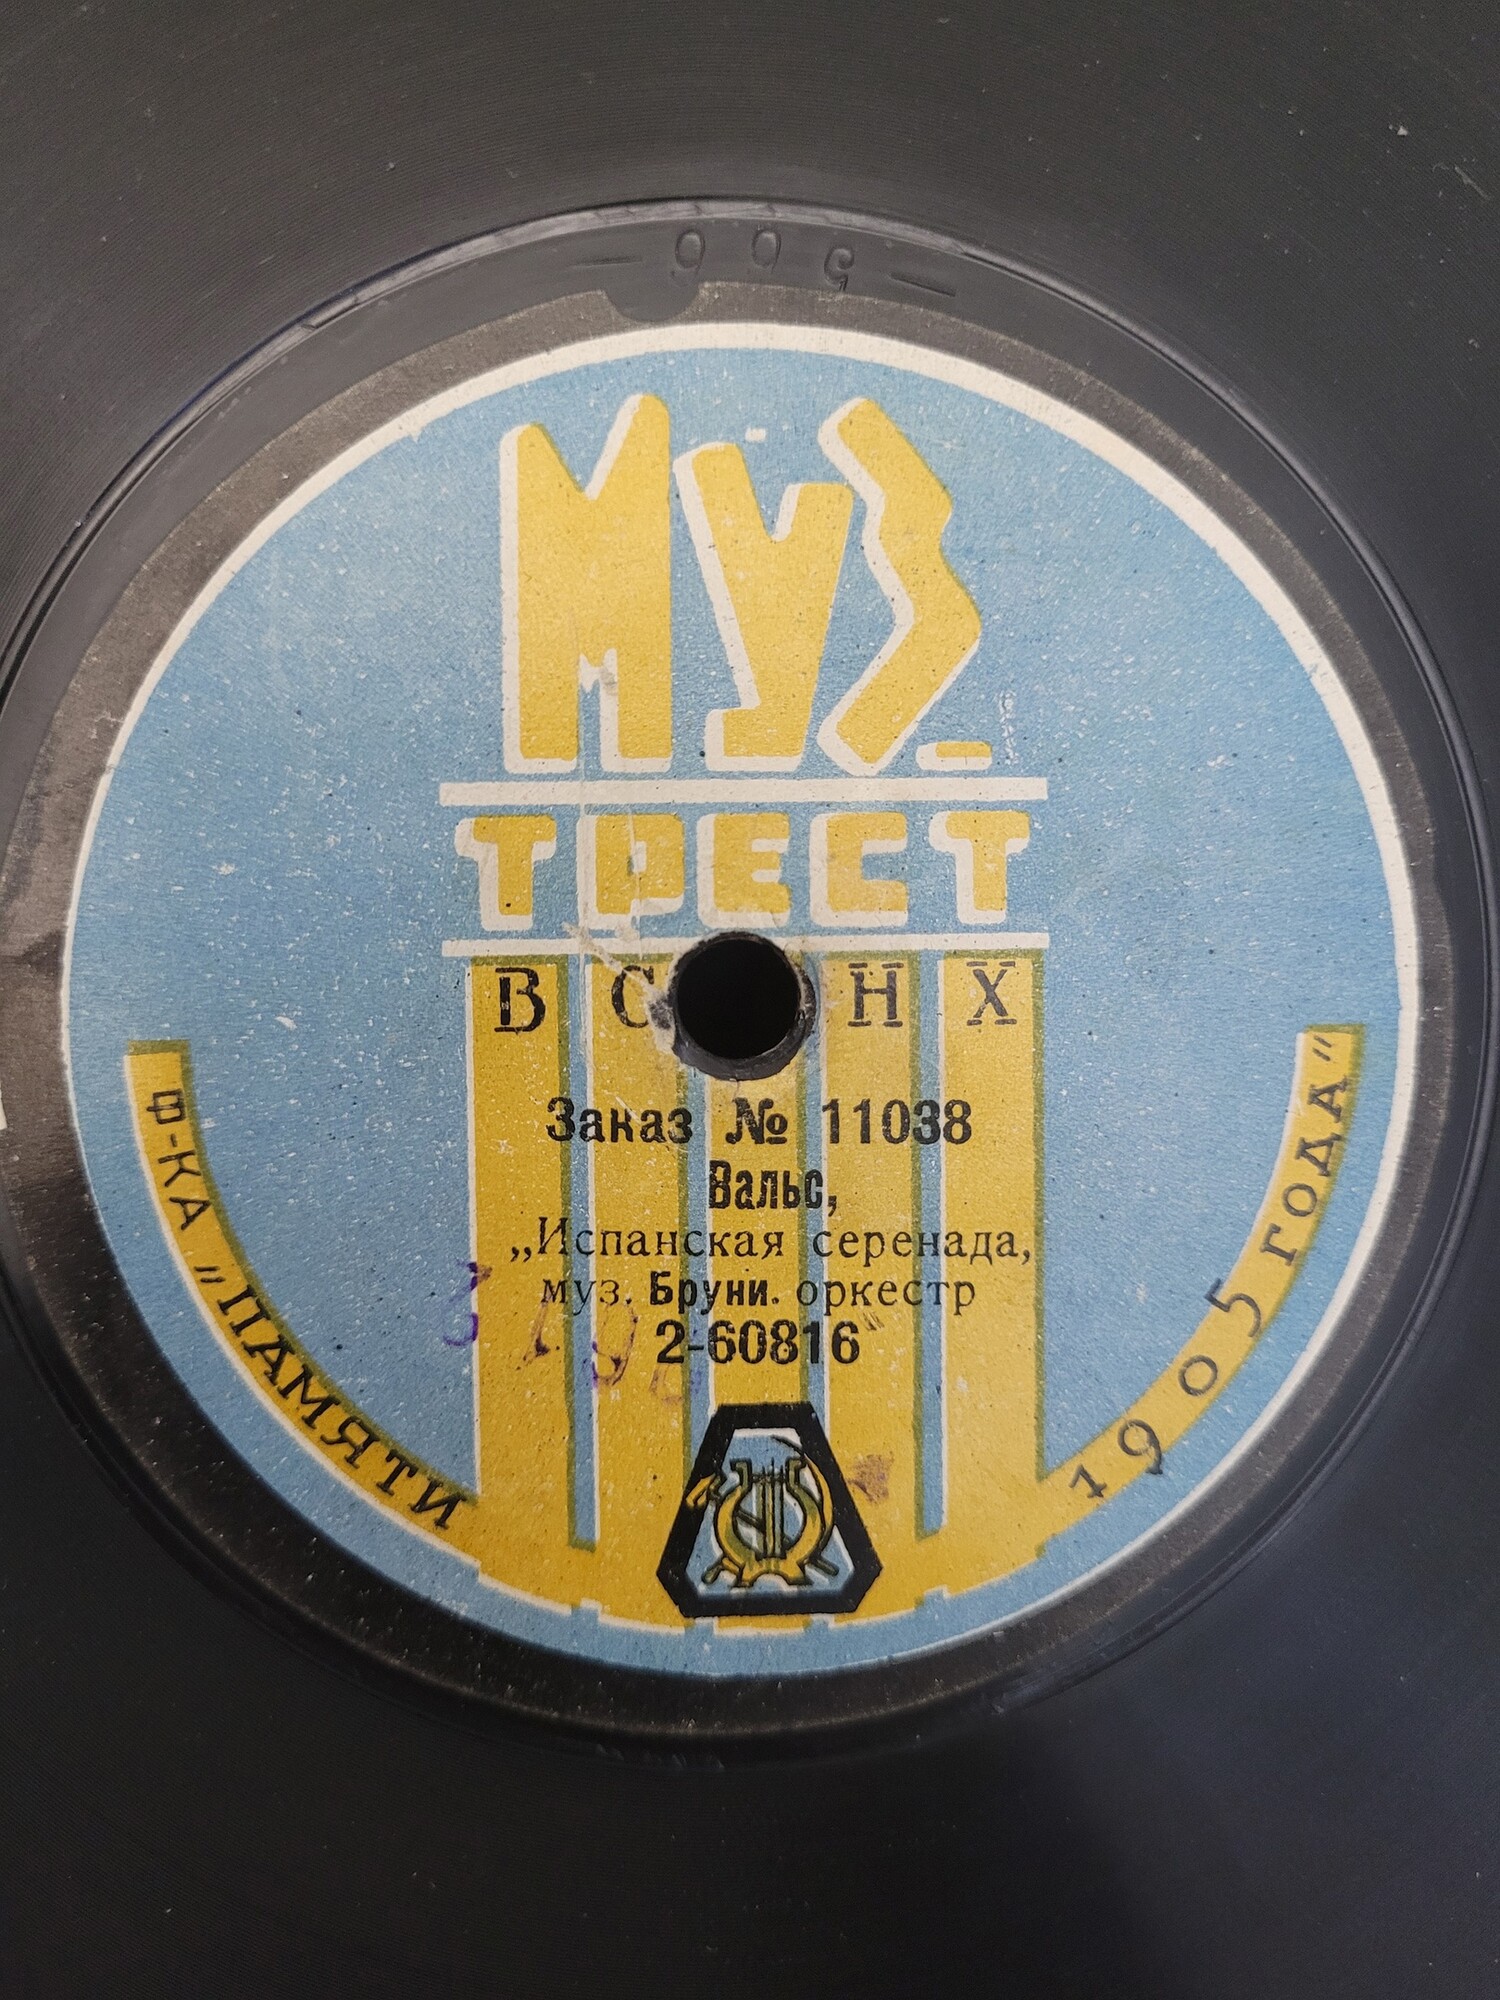 МУЗ-
ТРЕСТ
В С Н Х
Заказ № 11038
Вальс,
„Испанская серенада,
муз. Бруни. оркестр
2-60816
Ф-КА „ПАМЯТИ 1905 ГОДА”